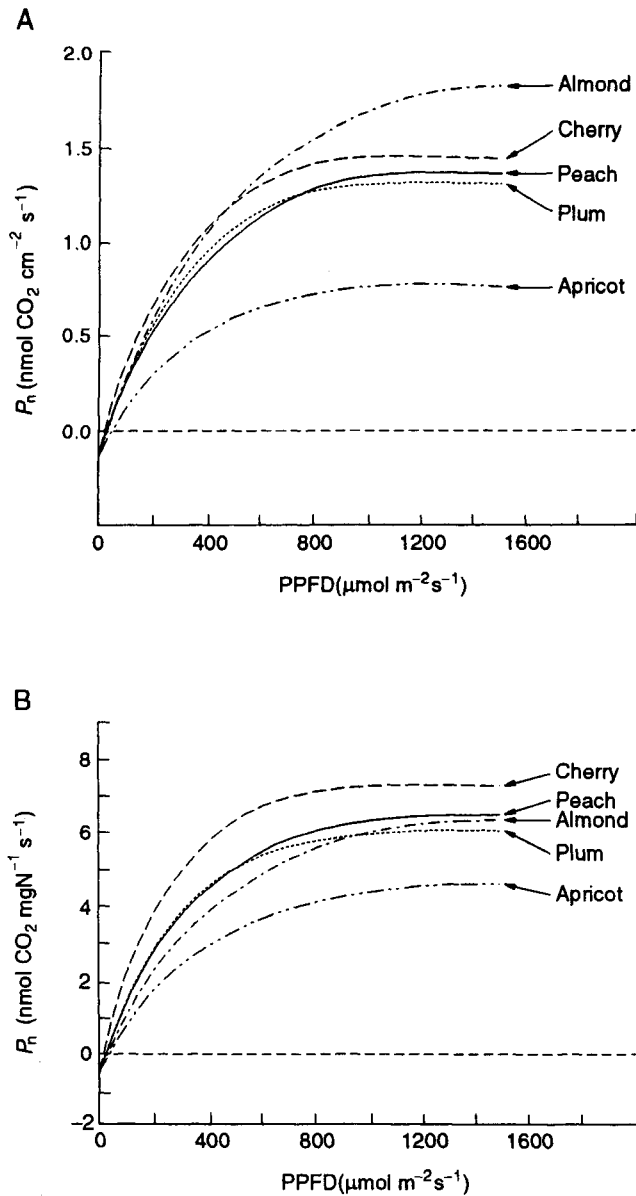 A
P_n (nmol CO₂ cm⁻² s⁻¹)
2.0
1.5
1.0
0.5
0.0
Almond
Cherry
Peach
Plum
Apricot
0 400 800 1200 1600
PPFD(µmol m⁻²s⁻¹)
B
P_n (nmol CO₂ mgN⁻¹ s⁻¹)
8
6
4
2
0
−2
Cherry
Peach
Almond
Plum
Apricot
0 400 800 1200 1600
PPFD(µmol m⁻²s⁻¹)